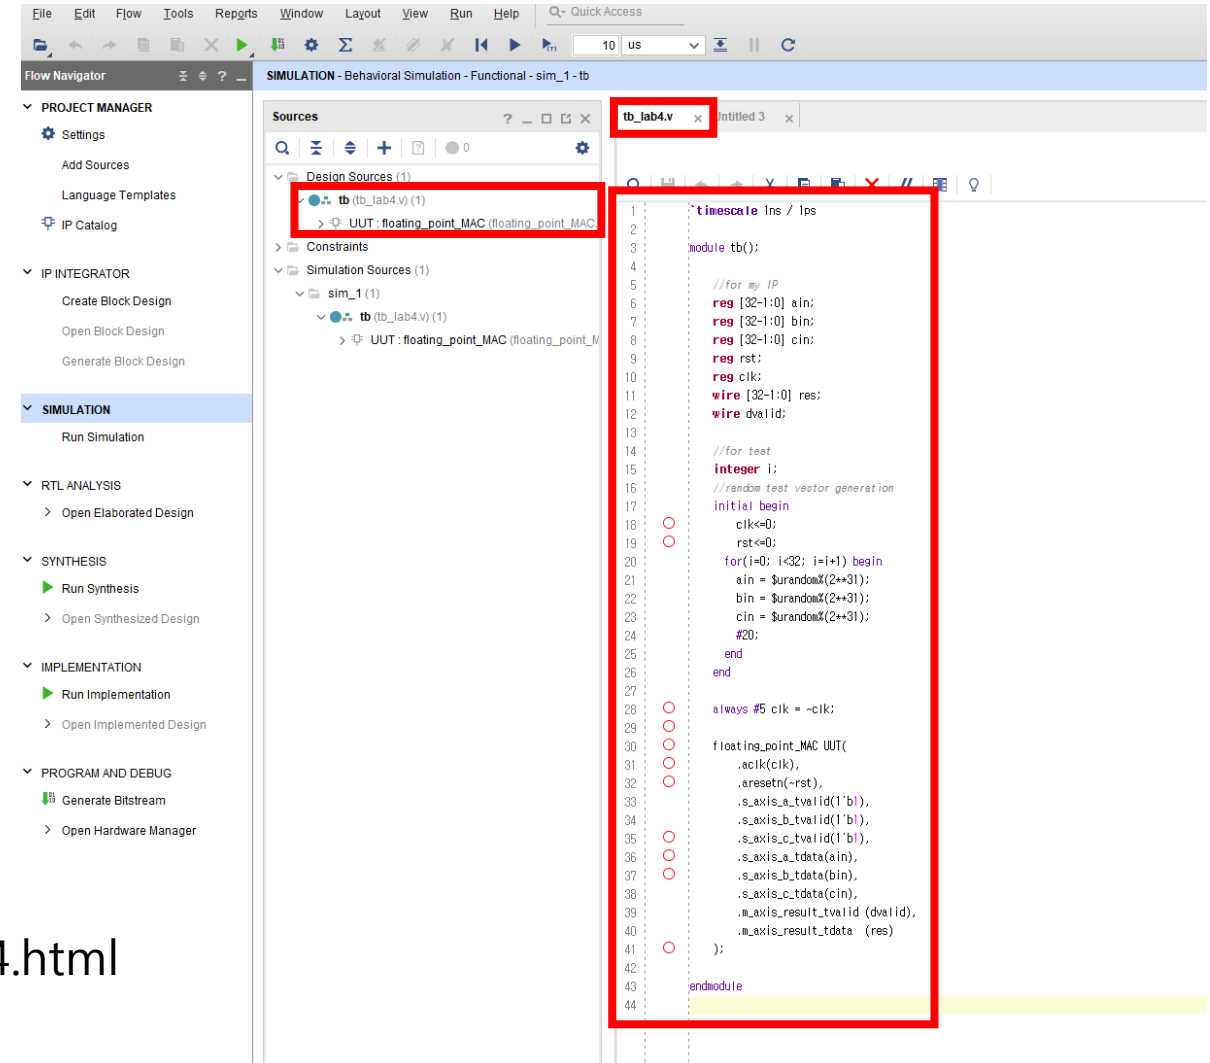 File Edit Flow Tools Reports Window Layout View Run Help Q- Quick Access
10 us
Flow Navigator
SIMULATION - Behavioral Simulation - Functional - sim_1 - tb
PROJECT MANAGER
Settings
Add Sources
Language Templates
IP Catalog
IP INTEGRATOR
Create Block Design
Open Block Design
Generate Block Design
SIMULATION
Run Simulation
RTL ANALYSIS
Open Elaborated Design
SYNTHESIS
Run Synthesis
Open Synthesized Design
IMPLEMENTATION
Run Implementation
Open Implemented Design
PROGRAM AND DEBUG
Generate Bitstream
Open Hardware Manager
4.html
Sources
0
Design Sources (1)
tb (tb_lab4.v) (1)
UUT : floating_point_MAC (floating_point_MAC
Constraints
Simulation Sources (1)
sim_1 (1)
tb (tb_lab4.v) (1)
UUT : floating_point_MAC (floating_point_M
tb_lab4.v Untitled 3
1 `timescale 1ns / 1ps
2
3 module tb();
4
5 //for my IP
6 reg [32-1:0] ain;
7 reg [32-1:0] bin;
8 reg [32-1:0] cin;
9 reg rst;
10 reg clk;
11 wire [32-1:0] res;
12 wire dvalid;
13
14 //for test
15 integer i;
16 //random test vector generation
17 initial begin
18 clk<=0;
19 rst<=0;
20 for(i=0; i<32; i=i+1) begin
21 ain = $urandom%(2**31);
22 bin = $urandom%(2**31);
23 cin = $urandom%(2**31);
24 #20;
25 end
26 end
27
28 always #5 clk = ~clk;
29
30 floating_point_MAC UUT(
31 .aclk(clk),
32 .aresetn(~rst),
33 .s_axis_a_tvalid(1'b1),
34 .s_axis_b_tvalid(1'b1),
35 .s_axis_c_tvalid(1'b1),
36 .s_axis_a_tdata(ain),
37 .s_axis_b_tdata(bin),
38 .s_axis_c_tdata(cin),
39 .m_axis_result_tvalid (dvalid),
40 .m_axis_result_tdata (res)
41 );
42
43 endmodule
44